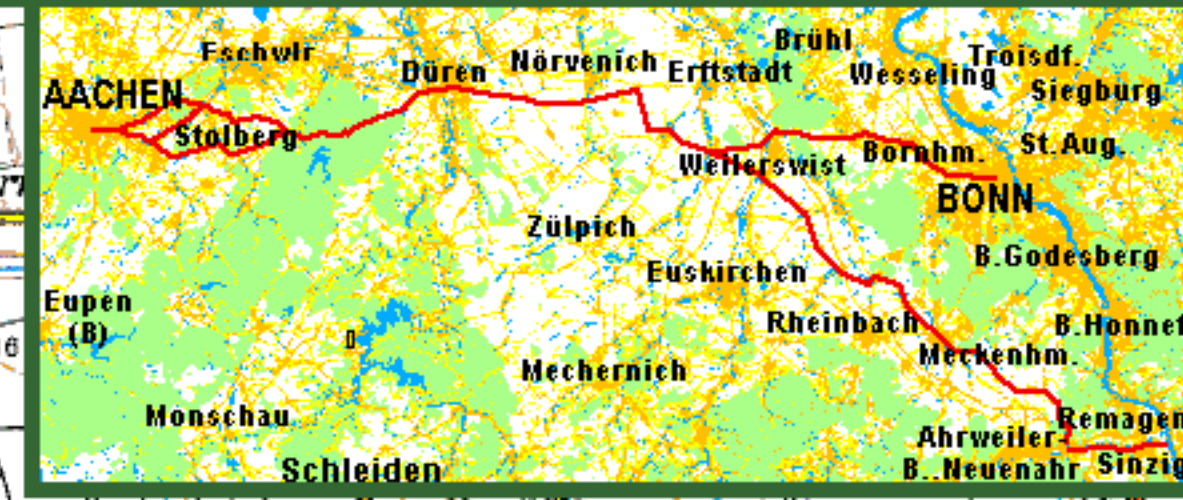 Brühl
Eschwlr
Nörvenich
Troisdf.
Düren
Erftstadt
Wesseling
Siegburg
AACHEN
Stolberg
St.Aug.
Bornhm.
Weilerswist
BONN
Zülpich
B.Godesberg
Euskirchen
Eupen
(B)
Rheinbach
B.Honnef
Meckenhm.
Mechernich
Monschau
Remagen
Ahrweiler-
B..Neuenahr
Sinzig
Schleiden